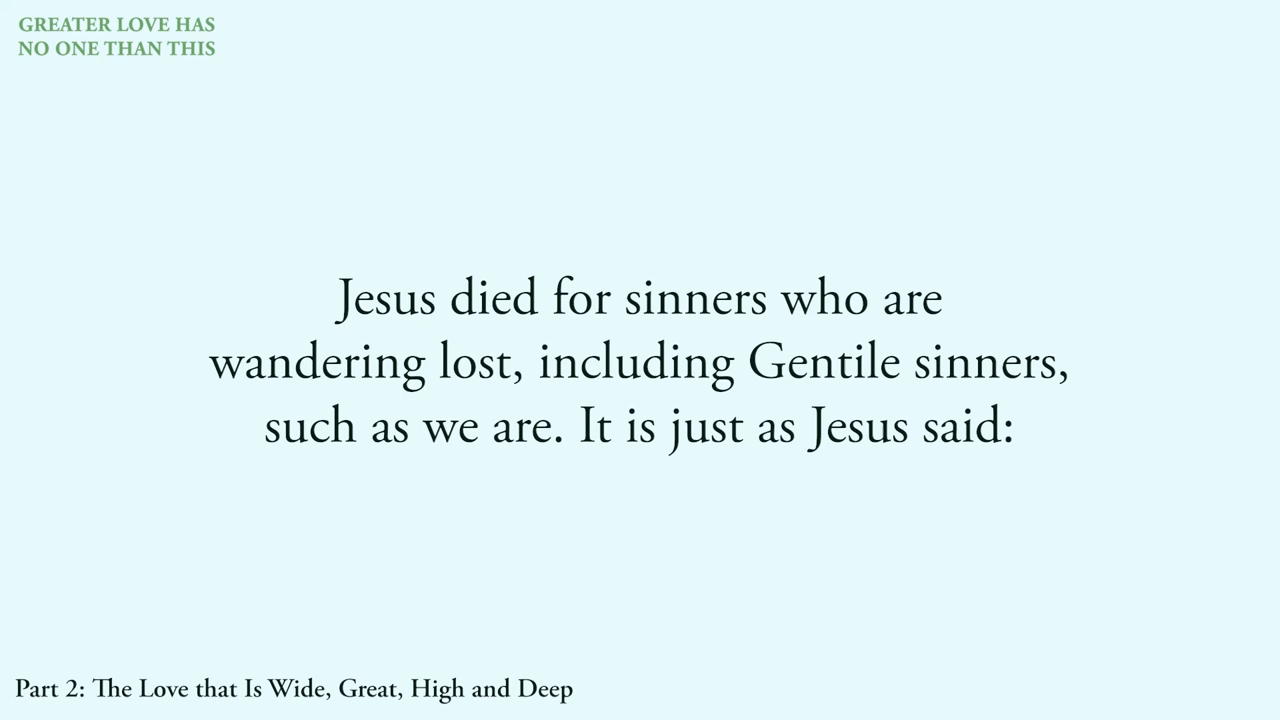 GREATER LOVE HAS
NO ONE THAN THIS
Jesus died for sinners who are
wandering lost, including Gentile sinners,
such as we are. It is just as Jesus said:
Part 2: The Love that Is Wide, Great, High and Deep